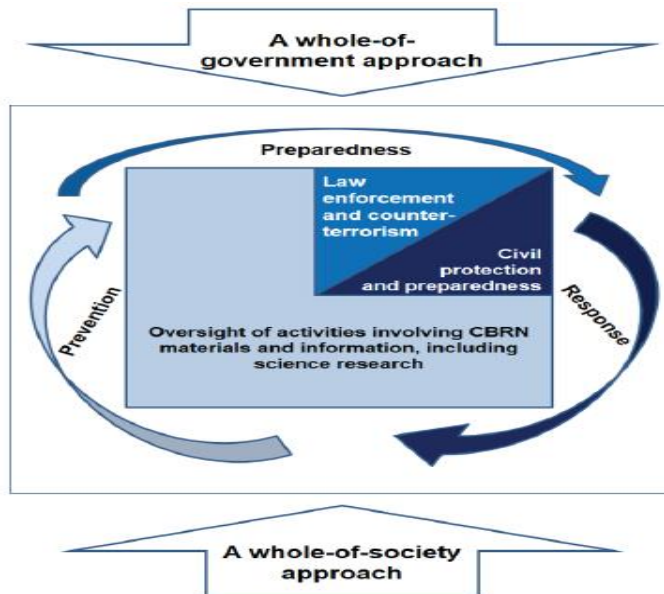 A whole-of-
government approach
Preparedness
Law
enforcement
and counter-
terrorism
Civil
protection
and preparedness
Prevention
Response
Oversight of activities involving CBRN
materials and information, including
science research
A whole-of-society
approach